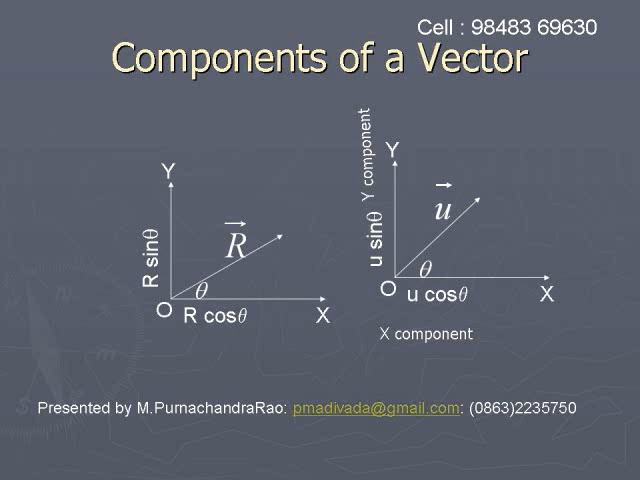 Cell : 98483 69630
Components of a Vector
Y
R sinθ
R
θ
O
R cosθ
X
Y component
Y
u sinθ
u
θ
O
u cosθ
X
X component
Presented by M.PurnachandraRao: pmadivada@gmail.com: (0863)2235750